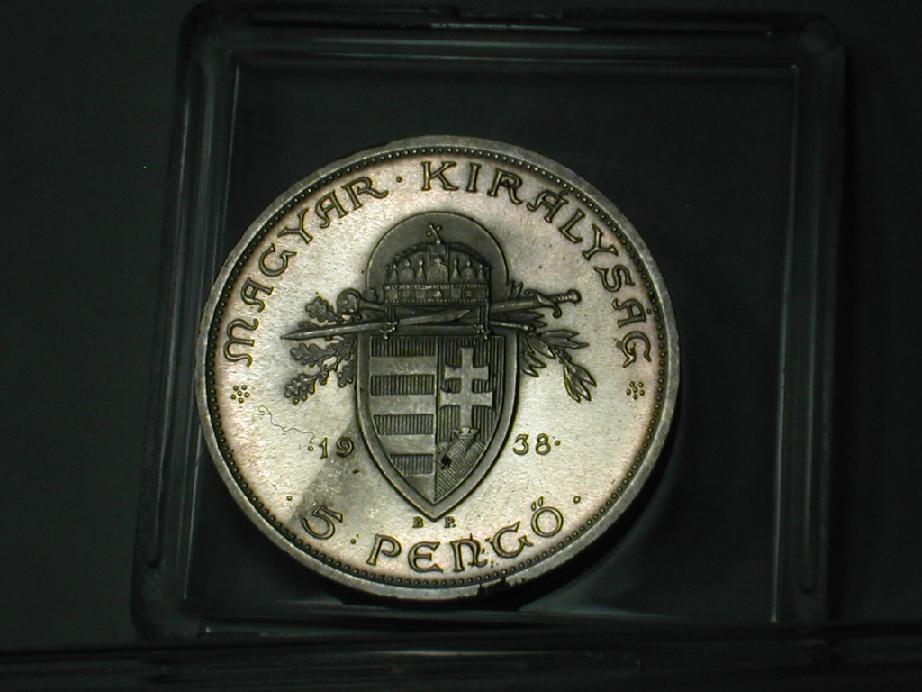 MAGYAR · KIRÁLYSÁG
· 19 38 ·
B P.
· 5 · PENGŐ ·